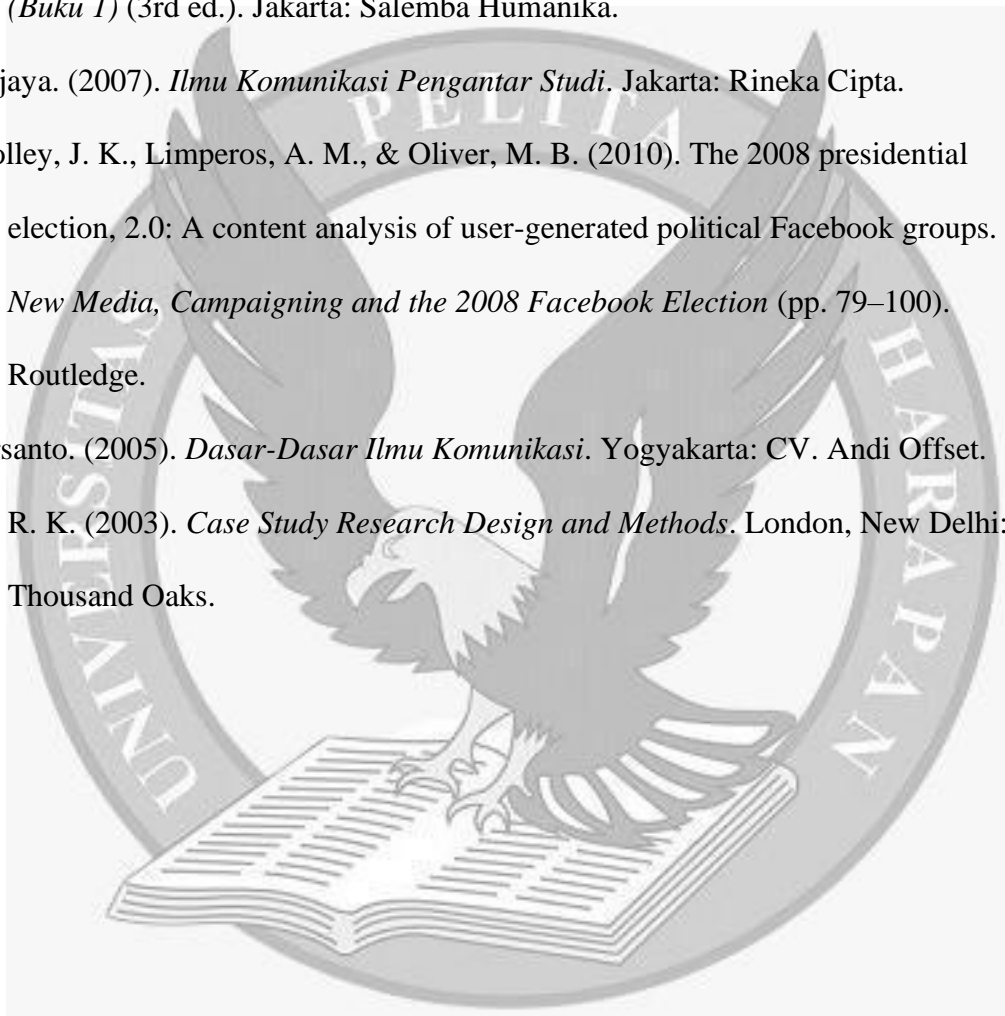 (Buku 1) (3rd ed.). Jakarta: Salemba Humanika.
jaya. (2007). Ilmu Komunikasi Pengantar Studi. Jakarta: Rineka Cipta.
olley, J. K., Limperos, A. M., & Oliver, M. B. (2010). The 2008 presidential
election, 2.0: A content analysis of user-generated political Facebook groups.
New Media, Campaigning and the 2008 Facebook Election (pp. 79–100).
Routledge.
rsanto. (2005). Dasar-Dasar Ilmu Komunikasi. Yogyakarta: CV. Andi Offset.
R. K. (2003). Case Study Research Design and Methods. London, New Delhi:
Thousand Oaks.
UNIVERSITAS PELITA HARAPAN